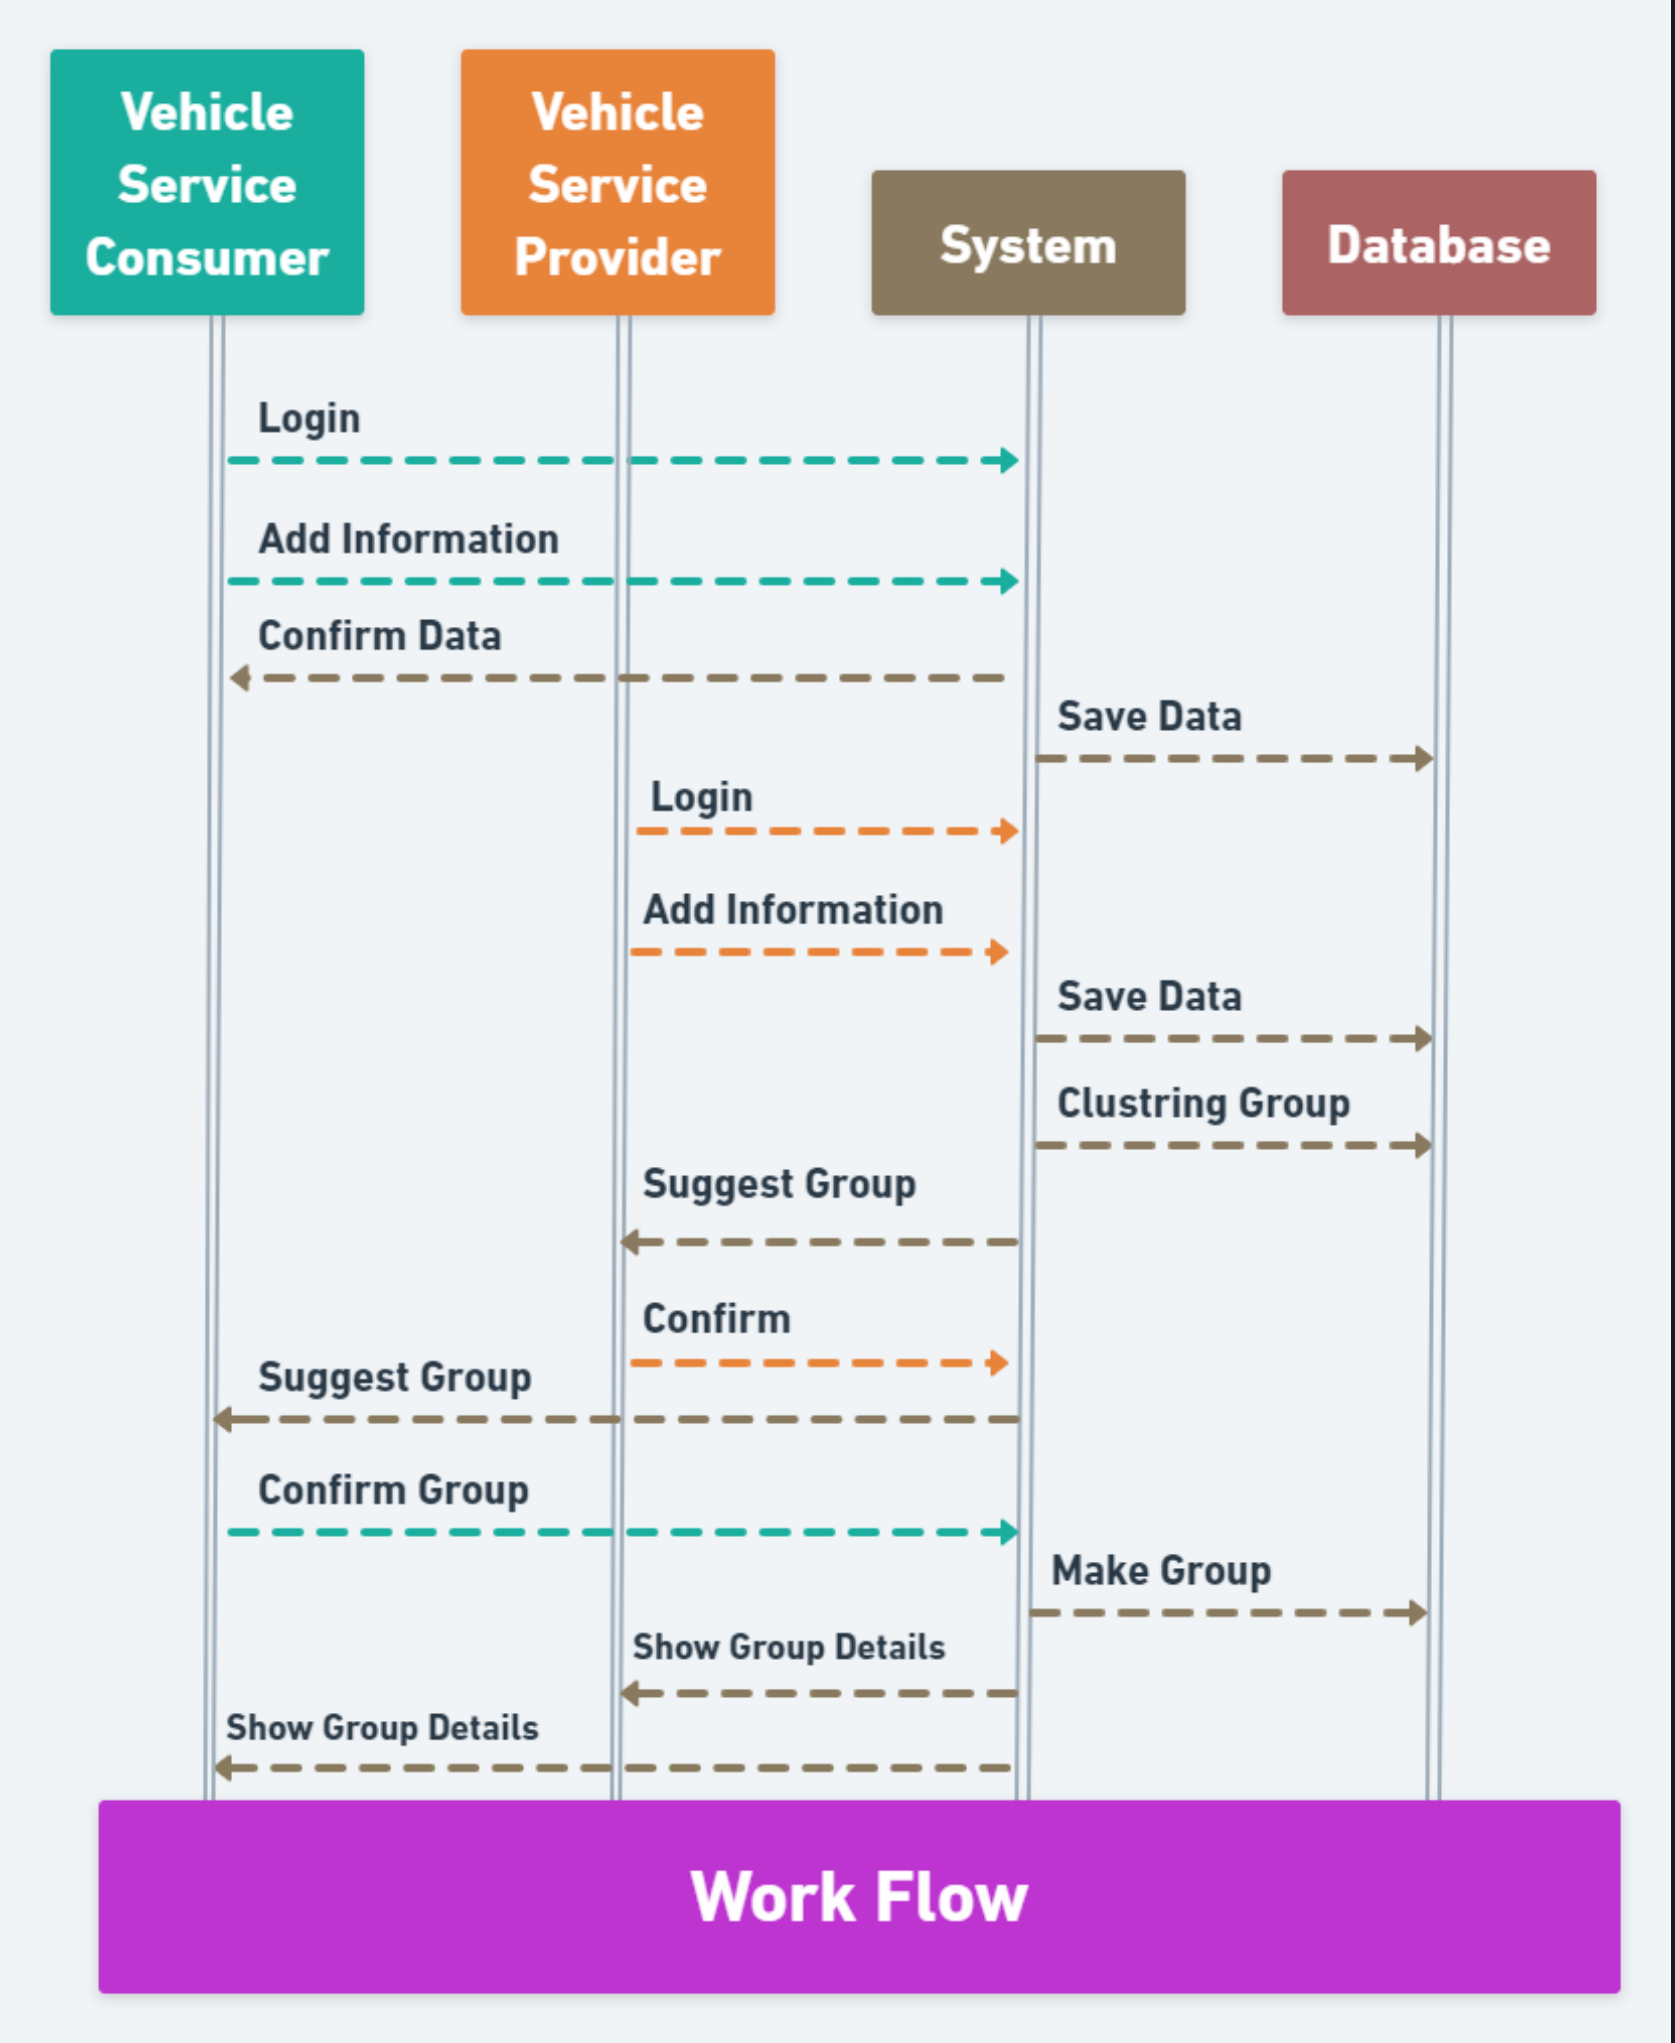 Vehicle
Service
Consumer
Vehicle
Service
Provider
System
Database
Login
Add Information
Confirm Data
Save Data
Login
Add Information
Save Data
Clustring Group
Suggest Group
Confirm
Suggest Group
Confirm Group
Make Group
Show Group Details
Show Group Details
Work Flow